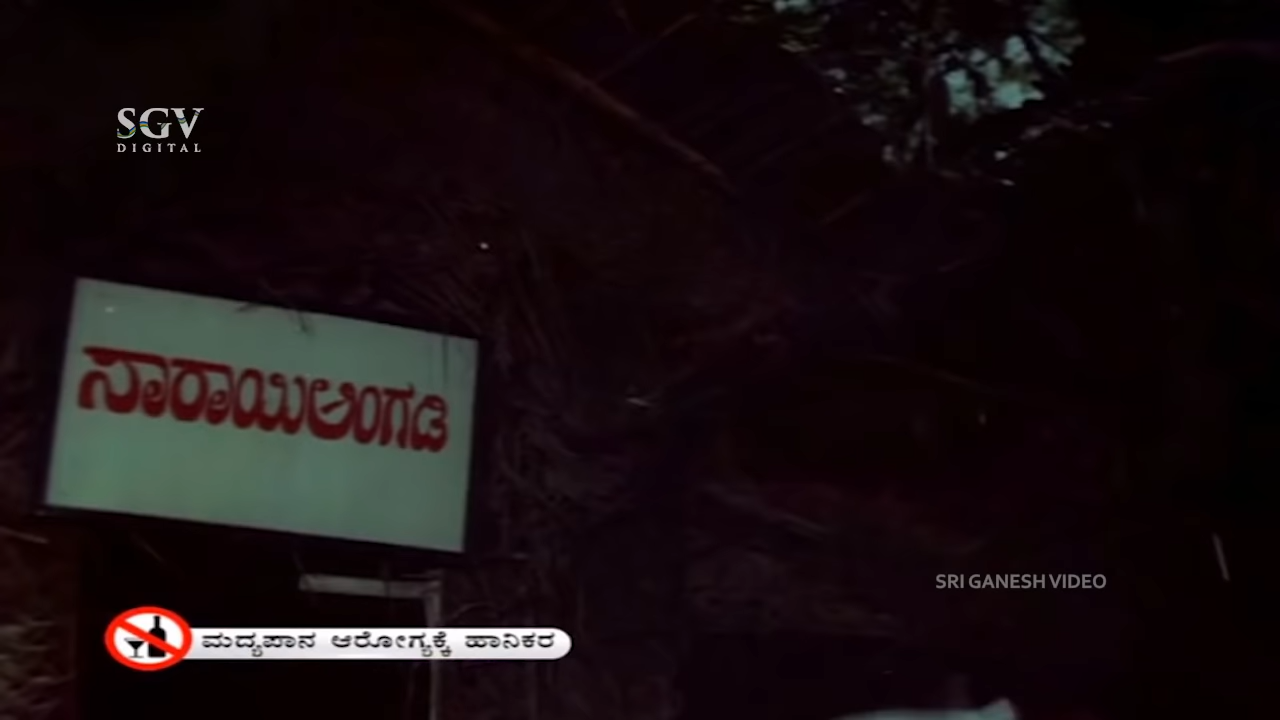 SGV
DIGITAL
ಸಾರಾಯಿಅಂಗಡಿ
SRI GANESH VIDEO
ಮದ್ಯಪಾನ ಆರೋಗ್ಯಕ್ಕೆ ಹಾನಿಕರ